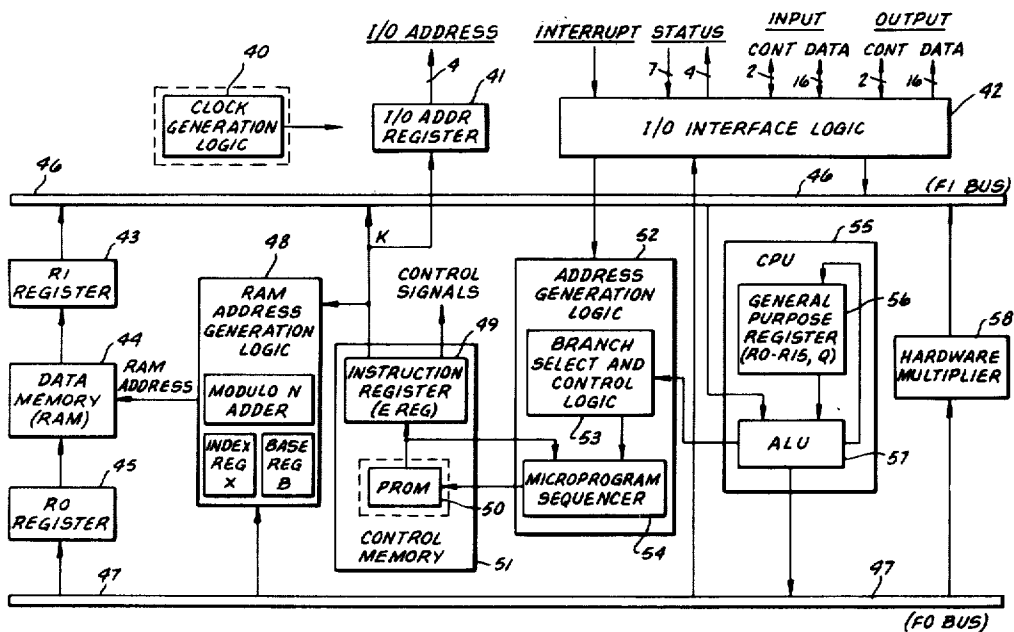 I/O ADDRESS
INTERRUPT
STATUS
INPUT
OUTPUT
CONT DATA
CONT DATA
40
4
7
4
2
16
2
16
41
42
CLOCK
GENERATION
LOGIC
I/O ADDR
REGISTER
I/O INTERFACE LOGIC
46
46
(FI BUS)
43
RI
REGISTER
K
48
RAM
ADDRESS
GENERATION
LOGIC
MODULO N
ADDER
INDEX
REG
X
BASE
REG
B
CONTROL
SIGNALS
49
INSTRUCTION
REGISTER
(E REG)
PROM
50
CONTROL
MEMORY
51
52
ADDRESS
GENERATION
LOGIC
BRANCH
SELECT AND
CONTROL
LOGIC
53
MICROPROGRAM
SEQUENCER
54
55
CPU
GENERAL
PURPOSE
REGISTER
(R0-R15, Q)
56
ALU
57
58
HARDWARE
MULTIPLIER
44
DATA
MEMORY
(RAM)
RAM
ADDRESS
45
RO
REGISTER
47
47
(FO BUS)